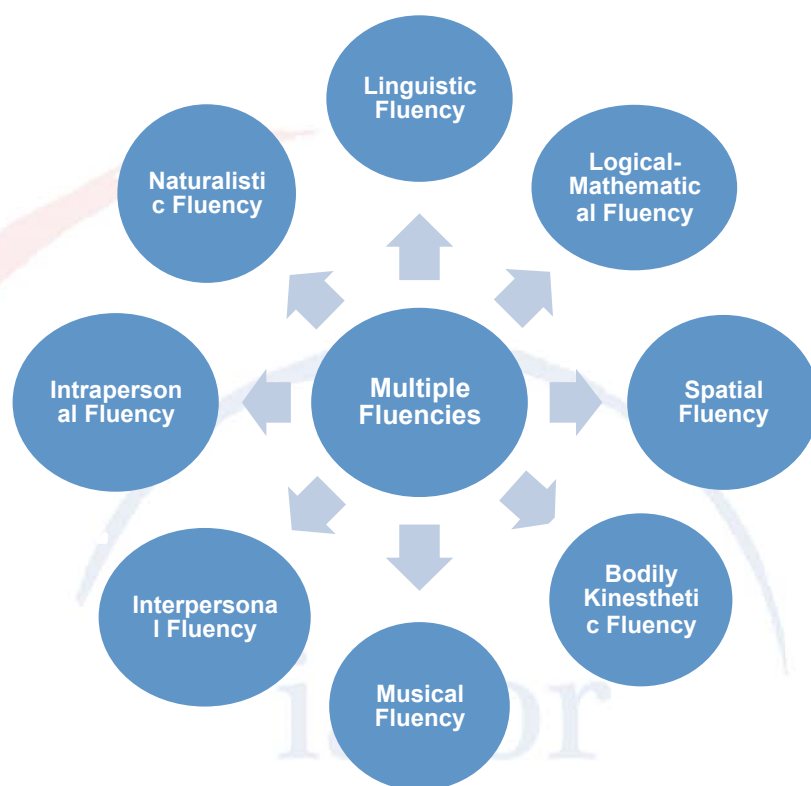 Linguistic
Fluency
Logical-
Mathematic
al Fluency
Naturalisti
c Fluency
Multiple
Fluencies
Intraperson
al Fluency
Spatial
Fluency
Interpersona
l Fluency
Bodily
Kinestheti
c Fluency
Musical
Fluency